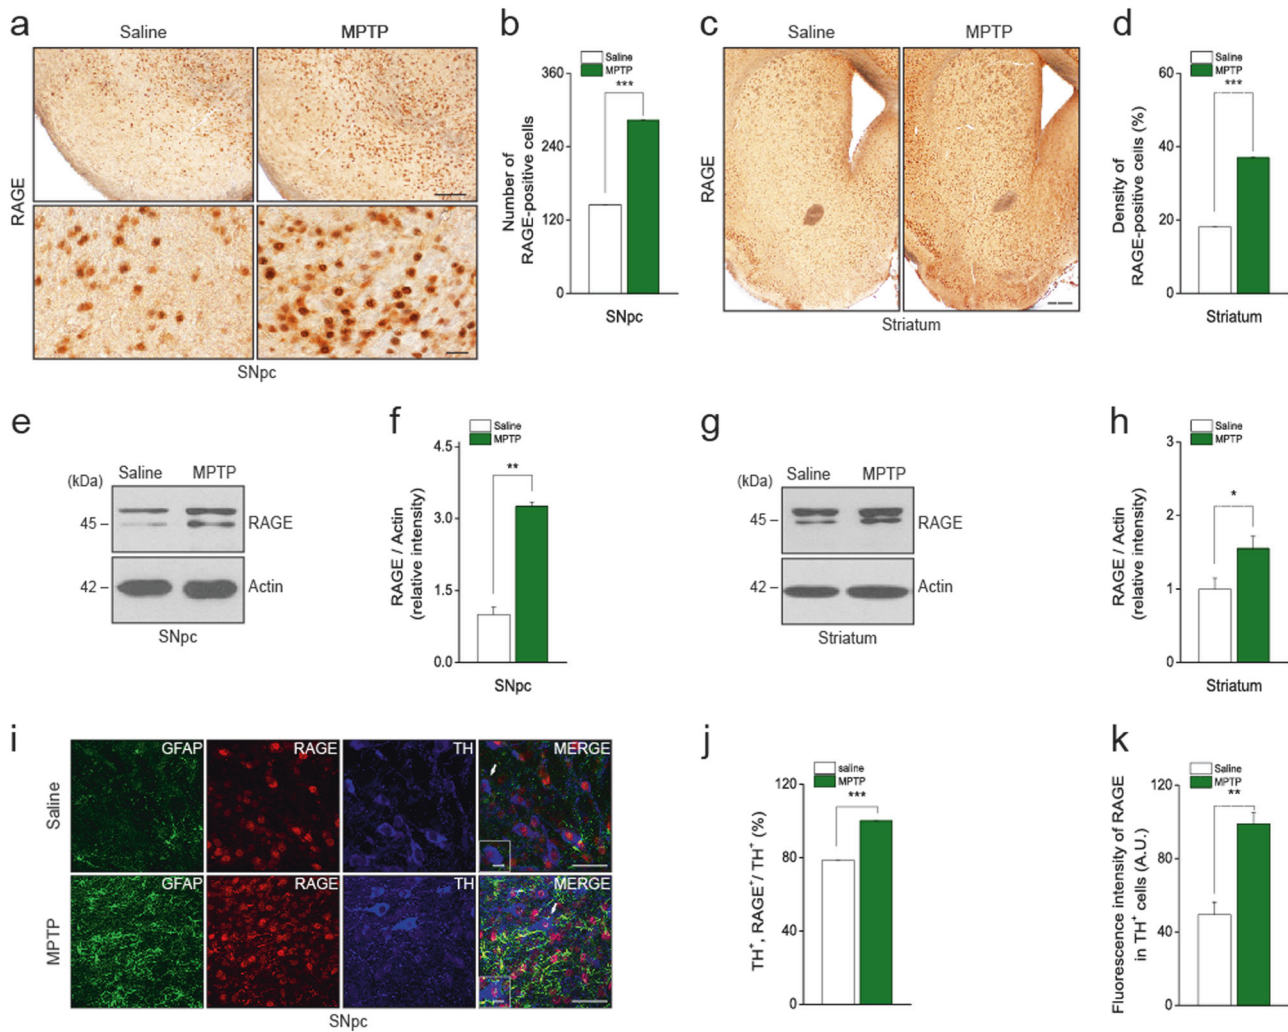 a
Saline
MPTP
RAGE
SNpc
b
Saline
MPTP
***
360
240
120
0
Number of
RAGE-positive cells
SNpc
c
Saline
MPTP
RAGE
Striatum
d
Saline
MPTP
***
60
40
20
0
Density of
RAGE-positive cells (%)
Striatum
e
(kDa)
Saline
MPTP
45
RAGE
42
Actin
SNpc
f
Saline
MPTP
**
4.5
3.0
1.5
0.0
RAGE / Actin
(relative intensity)
SNpc
g
(kDa)
Saline
MPTP
45
RAGE
42
Actin
Striatum
h
Saline
MPTP
*
3
2
1
0
RAGE / Actin
(relative intensity)
Striatum
i
Saline
GFAP
RAGE
TH
MERGE
MPTP
GFAP
RAGE
TH
MERGE
SNpc
j
saline
MPTP
***
120
80
40
0
TH⁺, RAGE⁺/ TH⁺ (%)
k
Saline
MPTP
**
120
80
40
0
Fluorescence intensity of RAGE
in TH⁺ cells (A.U.)